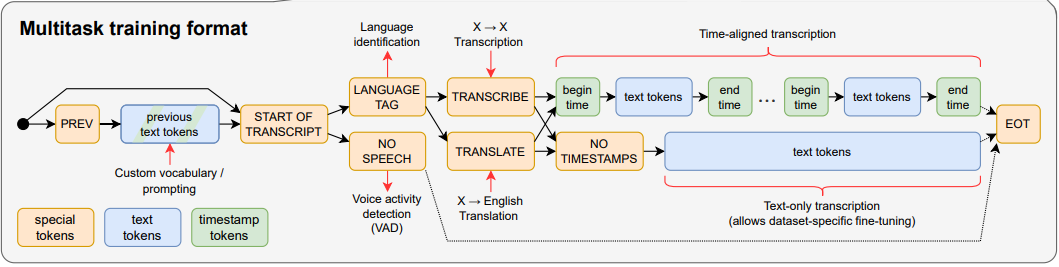 Multitask training format
Language
identification
X → X
Transcription
Time-aligned transcription
PREV
previous
text tokens
START OF
TRANSCRIPT
LANGUAGE
TAG
NO
SPEECH
TRANSCRIBE
TRANSLATE
begin
time
text tokens
end
time
...
begin
time
text tokens
end
time
NO
TIMESTAMPS
text tokens
EOT
Custom vocabulary /
prompting
Voice activity
detection
(VAD)
X → English
Translation
Text-only transcription
(allows dataset-specific fine-tuning)
special
tokens
text
tokens
timestamp
tokens